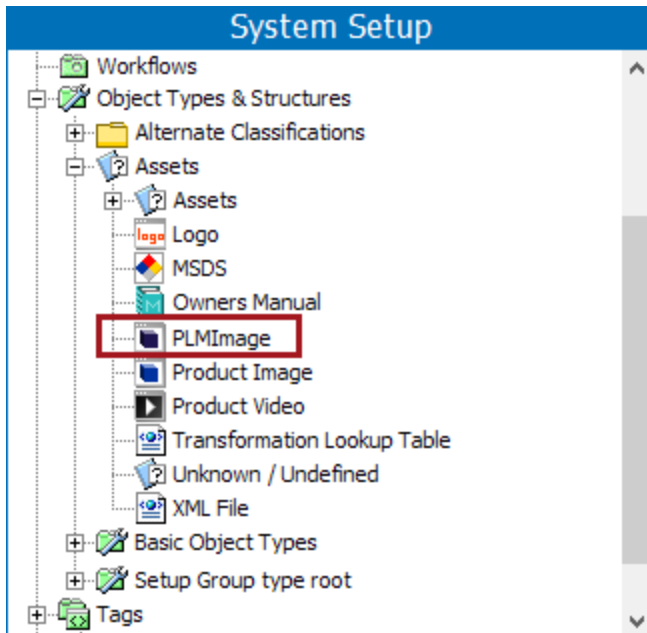 System Setup
Workflows
Object Types & Structures
Alternate Classifications
Assets
Assets
logo Logo
MSDS
M Owners Manual
PLMImage
Product Image
Product Video
Transformation Lookup Table
Unknown / Undefined
XML File
Basic Object Types
Setup Group type root
Tags